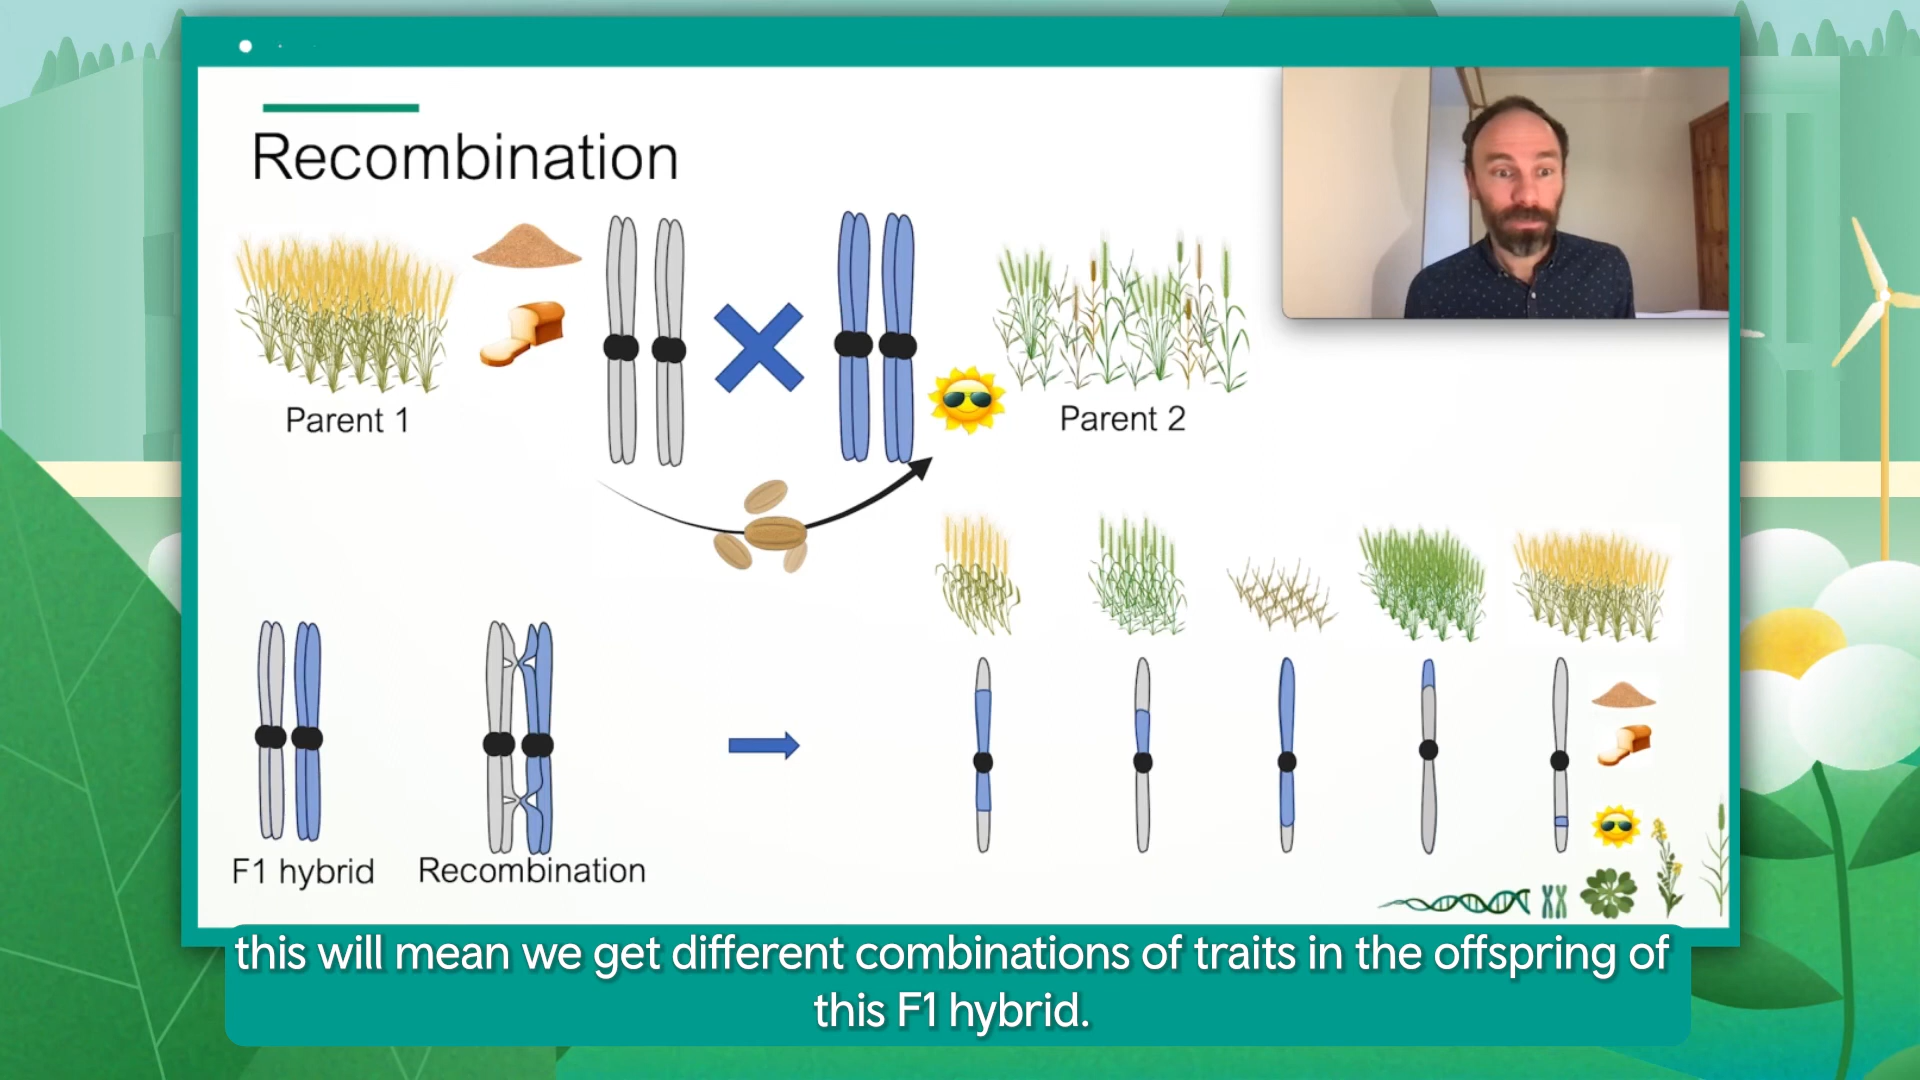 Recombination
Parent 1
Parent 2
F1 hybrid
Recombination
this will mean we get different combinations of traits in the offspring of
this F1 hybrid.